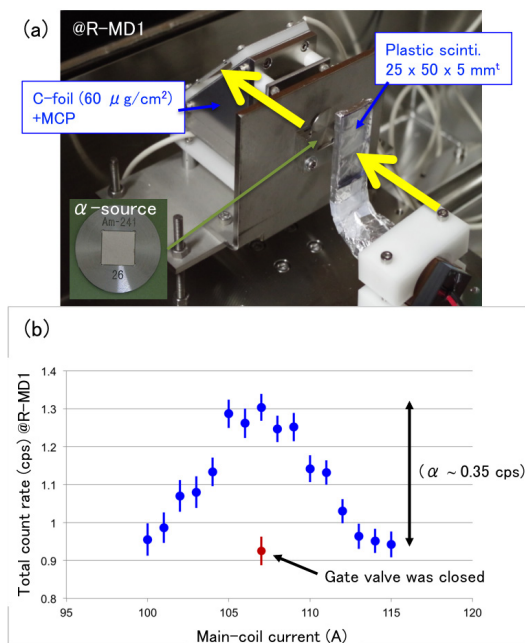 (a)
@R-MD1
Plastic scinti.
25 x 50 x 5 mmᵗ
C-foil (60 μg/cm²)
+MCP
α-source
Am-241
26
(b)
Total count rate (cps) @R-MD1
1.4
1.3
1.2
1.1
1
0.9
0.8
(α ~ 0.35 cps)
Gate valve was closed
95
100
105
110
115
120
Main-coil current (A)